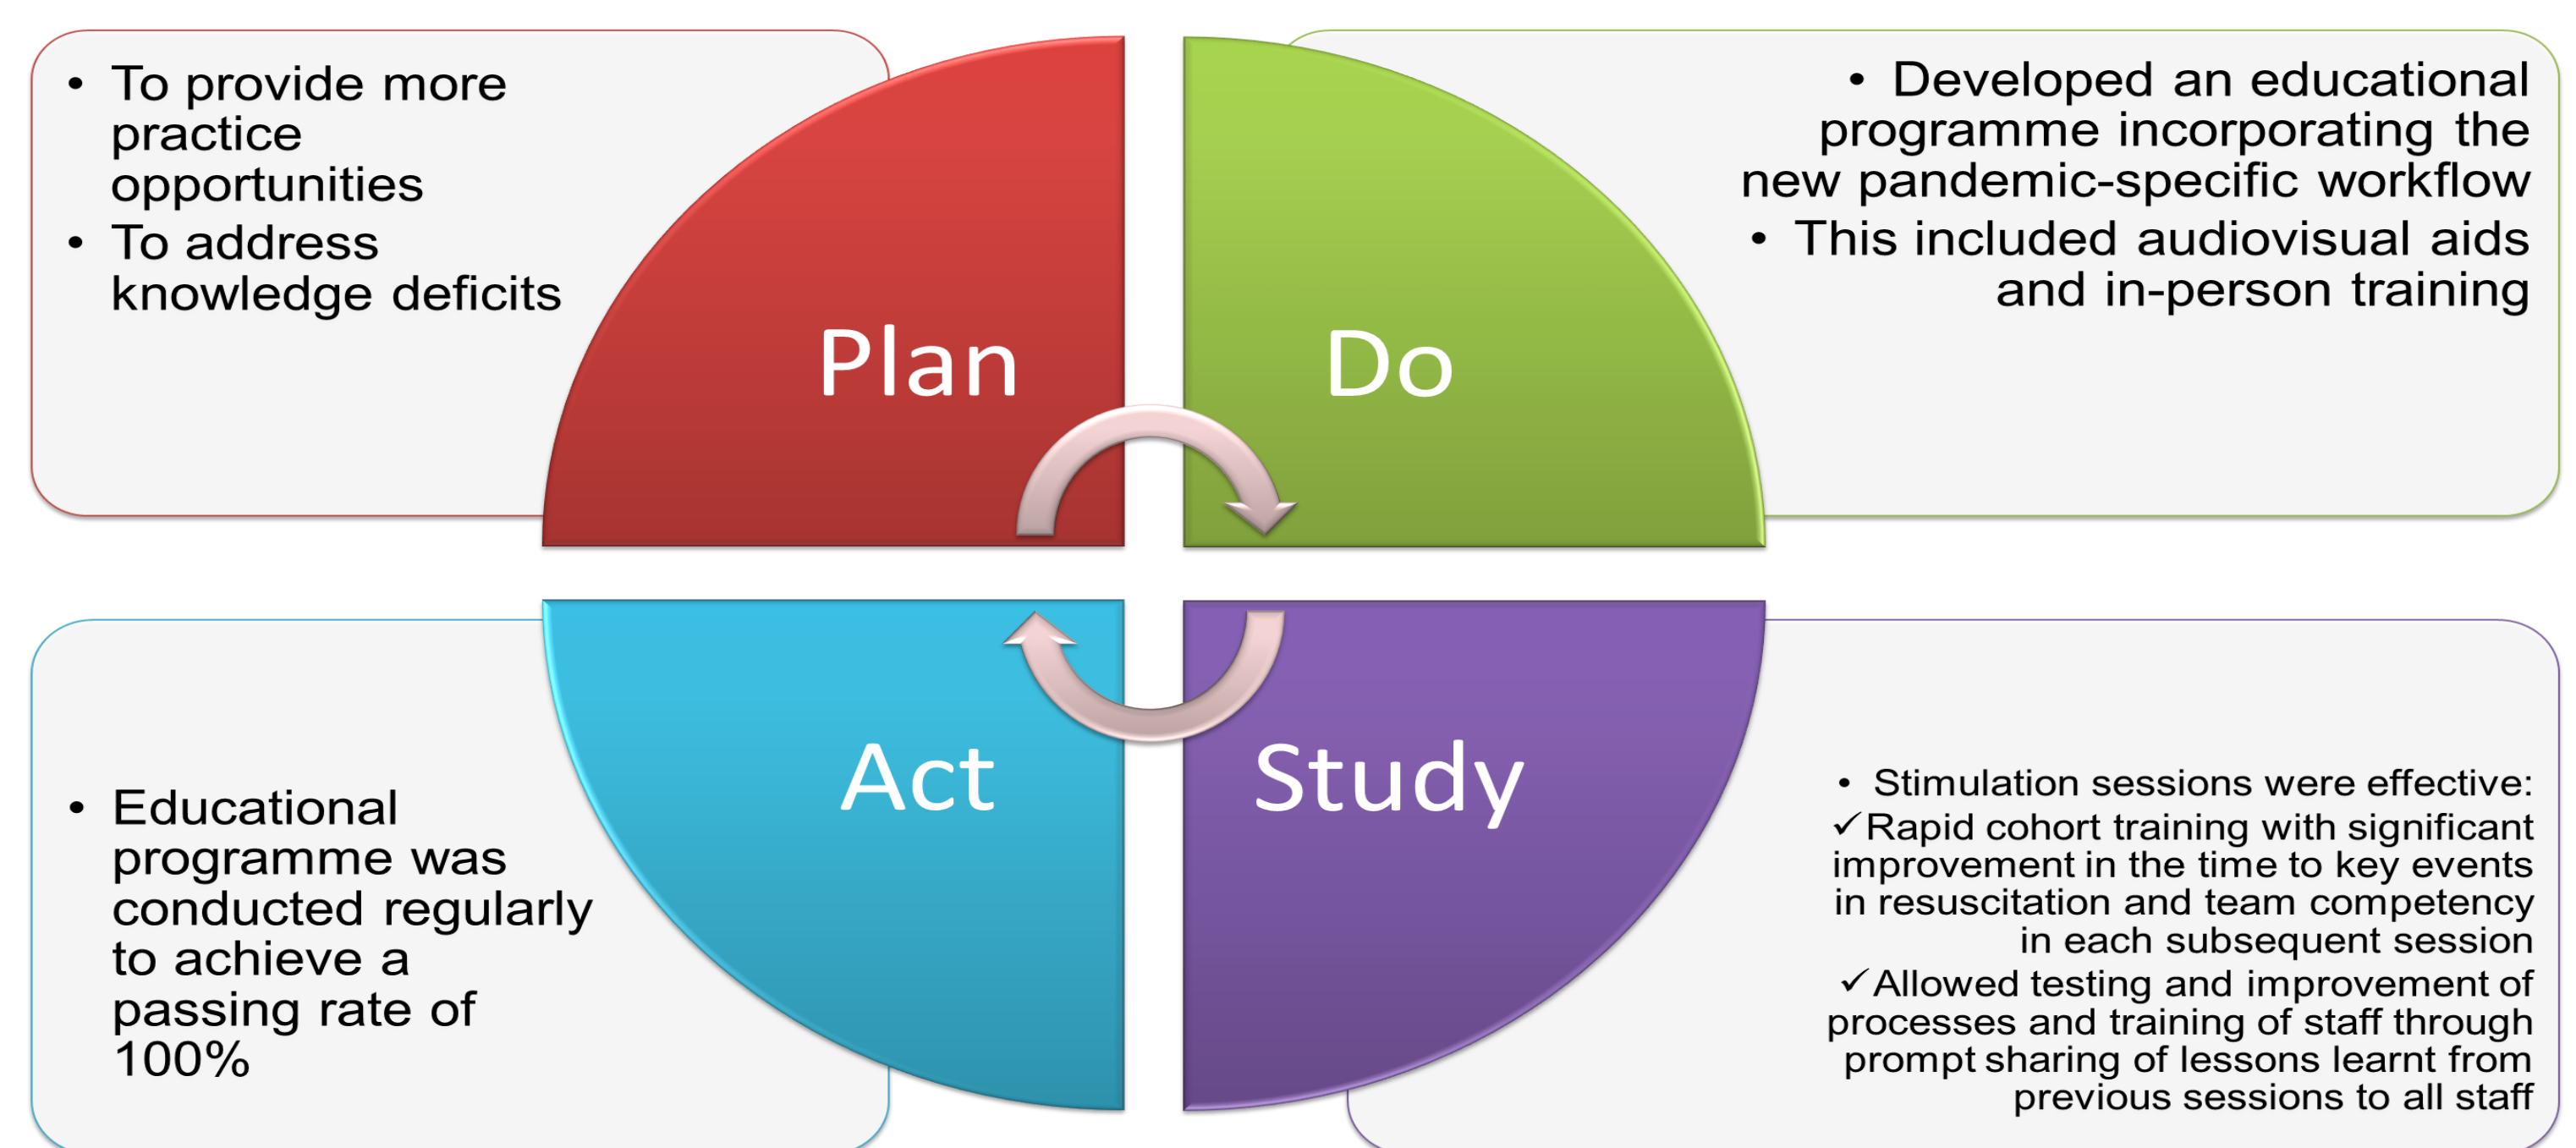 • To provide more
practice
opportunities
• To address
knowledge deficits
Plan
Do
• Developed an educational
programme incorporating the
new pandemic-specific workflow
• This included audiovisual aids
and in-person training
Act
• Educational
programme was
conducted regularly
to achieve a
passing rate of
100%
Study
• Stimulation sessions were effective:
✓Rapid cohort training with significant
improvement in the time to key events
in resuscitation and team competency
in each subsequent session
✓Allowed testing and improvement of
processes and training of staff through
prompt sharing of lessons learnt from
previous sessions to all staff